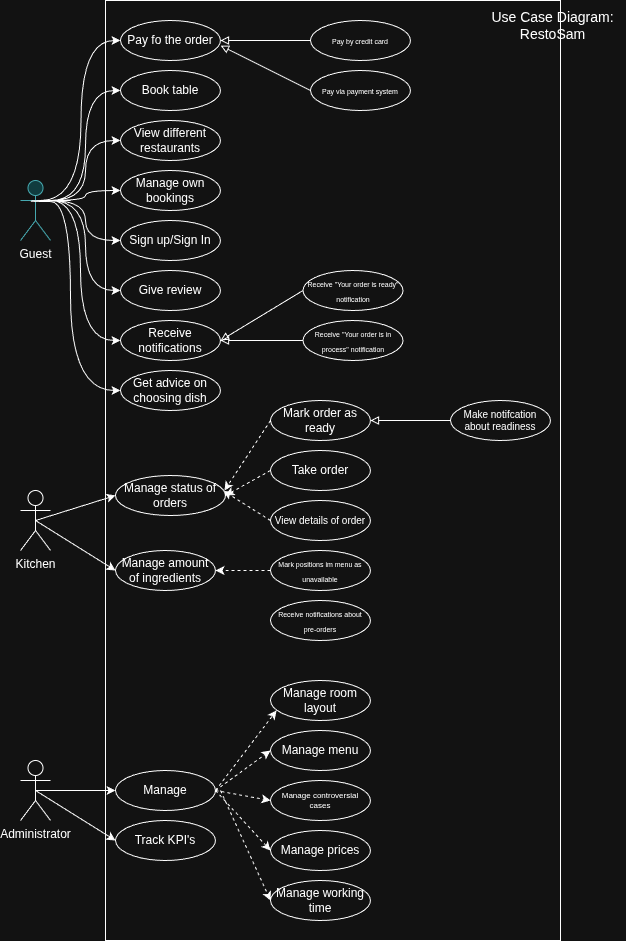 Use Case Diagram:
RestoSam
Pay fo the order
Pay by credit card
Book table
Pay via payment system
View different
restaurants
Manage own
bookings
Guest
Sign up/Sign In
Give review
Receive "Your order is ready"
notification
Receive
notifications
Receive "Your order is in
process" notification
Get advice on
choosing dish
Mark order as
ready
Make notifcation
about readiness
Take order
Manage status of
orders
View details of order
Kitchen
Manage amount
of ingredients
Mark positions im menu as
unavailable
Receive notifications about
pre-orders
Manage room
layout
Manage menu
Manage
Manage controversial
cases
Administrator
Track KPI's
Manage prices
Manage working
time